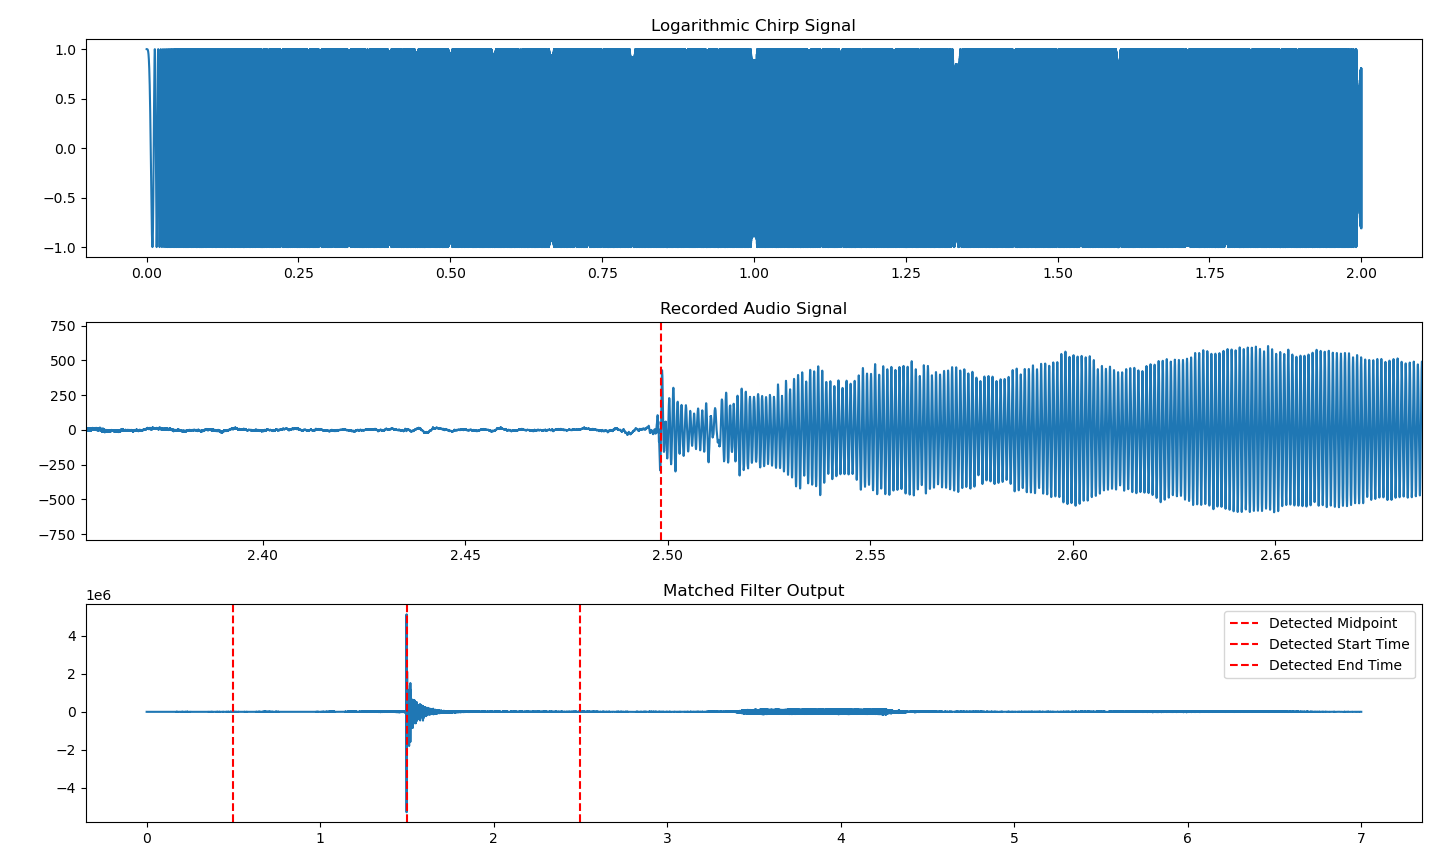 Logarithmic Chirp Signal
1.0
0.5
0.0
−0.5
−1.0
0.00 0.25 0.50 0.75 1.00 1.25 1.50 1.75 2.00
Recorded Audio Signal
750
500
250
0
−250
−500
−750
2.40 2.45 2.50 2.55 2.60 2.65
Matched Filter Output
1e6
4
2
0
−2
−4
Detected Midpoint
Detected Start Time
Detected End Time
0 1 2 3 4 5 6 7